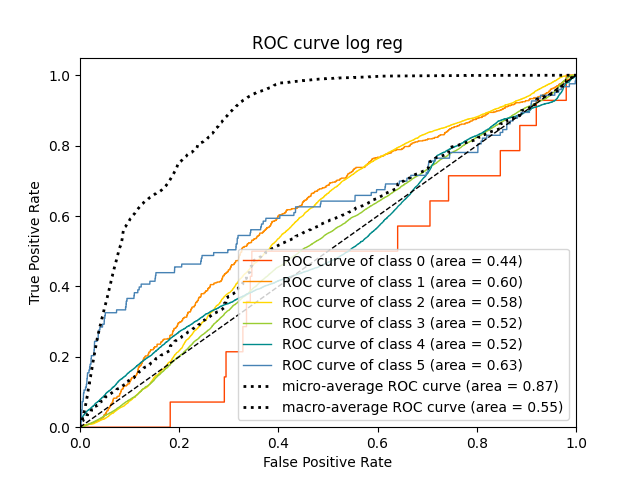 ROC curve log reg
True Positive Rate
1.0
0.8
0.6
0.4
0.2
0.0
ROC curve of class 0 (area = 0.44)
ROC curve of class 1 (area = 0.60)
ROC curve of class 2 (area = 0.58)
ROC curve of class 3 (area = 0.52)
ROC curve of class 4 (area = 0.52)
ROC curve of class 5 (area = 0.63)
micro-average ROC curve (area = 0.87)
macro-average ROC curve (area = 0.55)
0.0 0.2 0.4 0.6 0.8 1.0
False Positive Rate